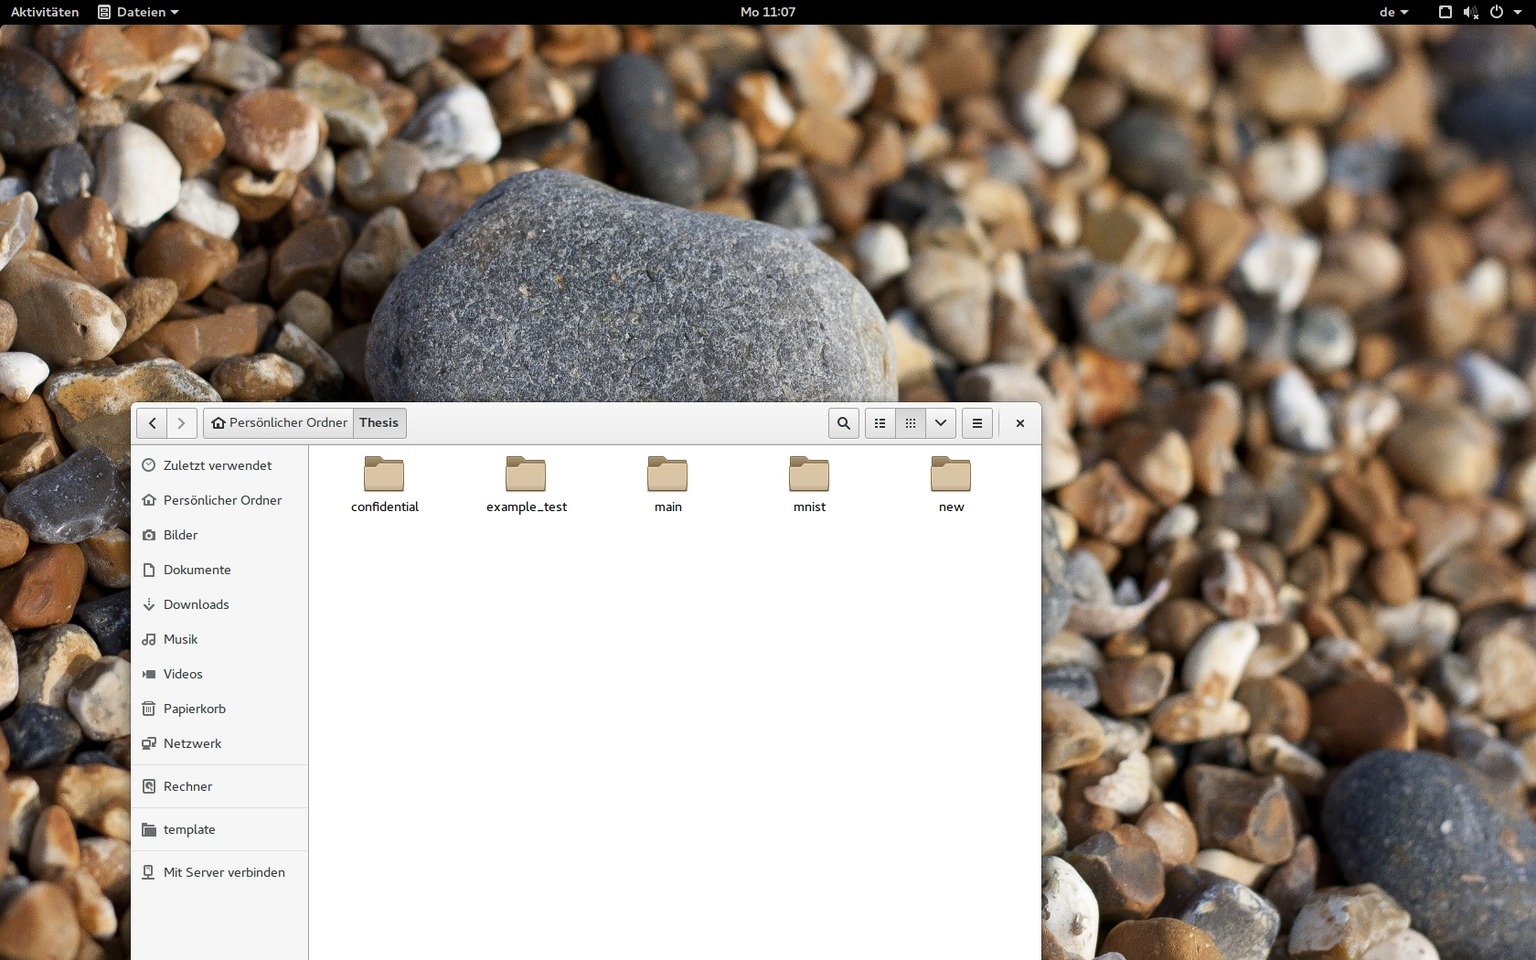 Aktivitäten Dateien Mo 11:07 de
Persönlicher Ordner Thesis
Zuletzt verwendet
Persönlicher Ordner
Bilder
Dokumente
Downloads
Musik
Videos
Papierkorb
Netzwerk
Rechner
template
Mit Server verbinden
confidential example_test main mnist new